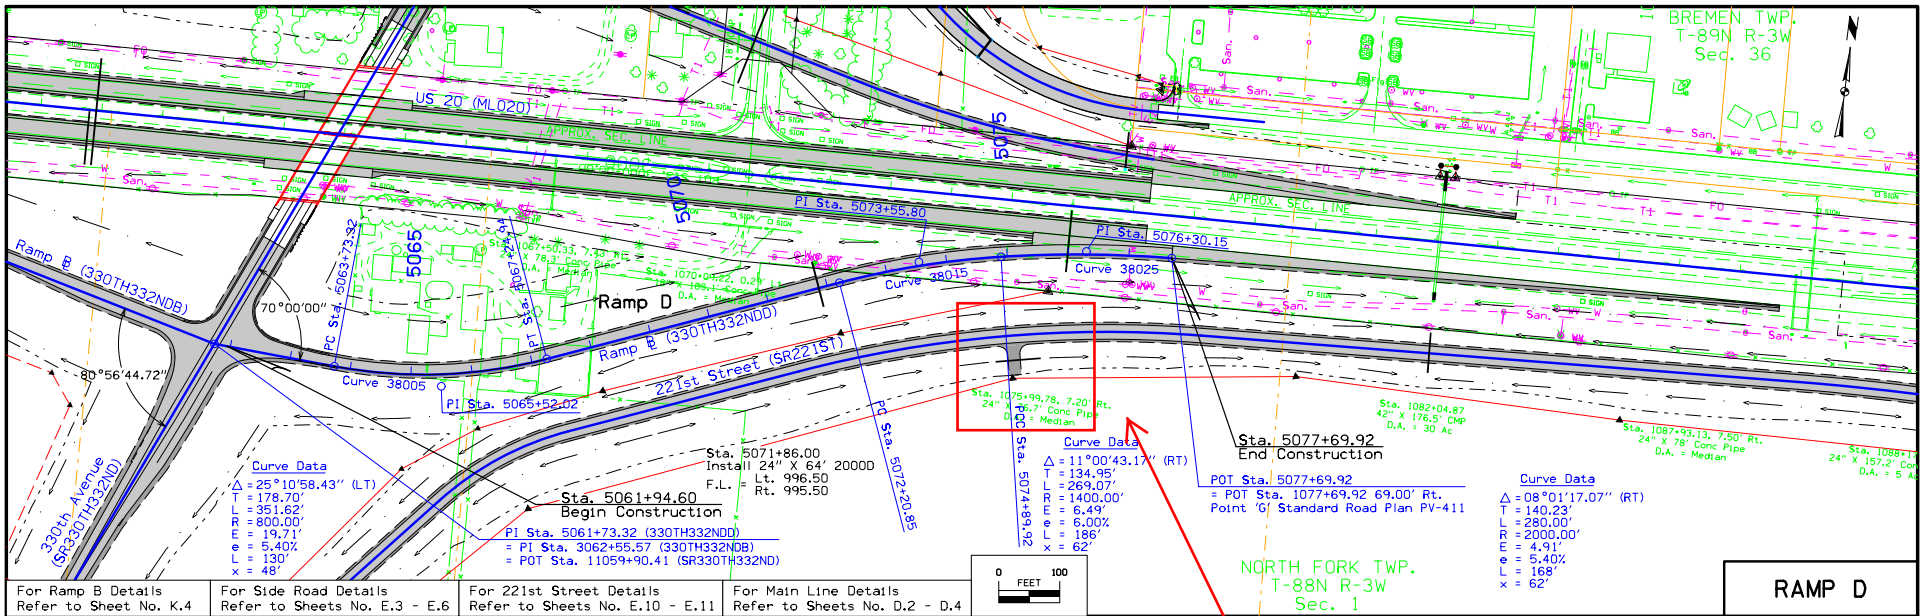 BREMEN TWP.
T-89N R-3W
Sec. 36
N
US 20 (ML020)
APPROX. SEC. LINE
APPROX. SEC. LINE
5065
5070
5075
PI Sta. 5073+55.80
PI Sta. 5076+30.15
Curve 38015
Curve 38025
Ramp B (330TH332NDB)
70°00'00"
80°56'44.72"
PC Sta. 5063+73.32
PT Sta. 5067+24.94
Ramp D
Ramp D (330TH332NDD)
221st Street (SR221ST)
Curve 38005
PI Sta. 5065+52.02
PC Sta. 5072+20.85
PCC Sta. 5074+89.92
Sta. 1075+99.78, 7.20' Rt.
D.A. = Median
Sta. 1082+04.87
42" X 176.5' CMP
D.A. = 30 Ac
Sta. 1087+93.13, 7.50' Rt.
24" X 78' Conc Pipe
D.A. = Median
24" X 157.2'
330th Avenue
(SR330TH332ND)
Curve Data
Δ = 25°10'58.43" (LT)
T = 178.70'
L = 351.62'
R = 800.00'
E = 19.71'
e = 5.40%
L = 130'
x = 48'
Sta. 5061+94.60
Begin Construction
PI Sta. 5061+73.32 (330TH332NDD)
= PI Sta. 3062+55.57 (330TH332NDB)
= POT Sta. 11059+90.41 (SR330TH332ND)
Sta. 5071+86.00
Install 24" X 64' 2000D
F.L. = Lt. 996.50
Rt. 995.50
Curve Data
Δ = 11°00'43.17" (RT)
T = 134.95'
L = 269.07'
R = 1400.00'
E = 6.49'
e = 6.00%
L = 186'
x = 62'
Sta. 5077+69.92
End Construction
POT Sta. 5077+69.92
= POT Sta. 1077+69.92 69.00' Rt.
Point 'G' Standard Road Plan PV-411
Curve Data
Δ = 08°01'17.07" (RT)
T = 140.23'
L = 280.00'
R = 2000.00'
E = 4.91'
e = 5.40%
L = 168'
x = 62'
NORTH FORK TWP.
T-88N R-3W
Sec. 1
0 100
FEET
For Ramp B Details
Refer to Sheet No. K.4
For Side Road Details
Refer to Sheets No. E.3 - E.6
For 221st Street Details
Refer to Sheets No. E.10 - E.11
For Main Line Details
Refer to Sheets No. D.2 - D.4
RAMP D